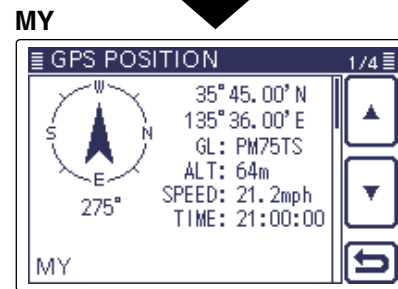 MY
GPS POSITION 1/4
W
S N
E
275°
35°45.00'N
135°36.00'E
GL: PM75TS
ALT: 64m
SPEED: 21.2mph
TIME: 21:00:00
MY